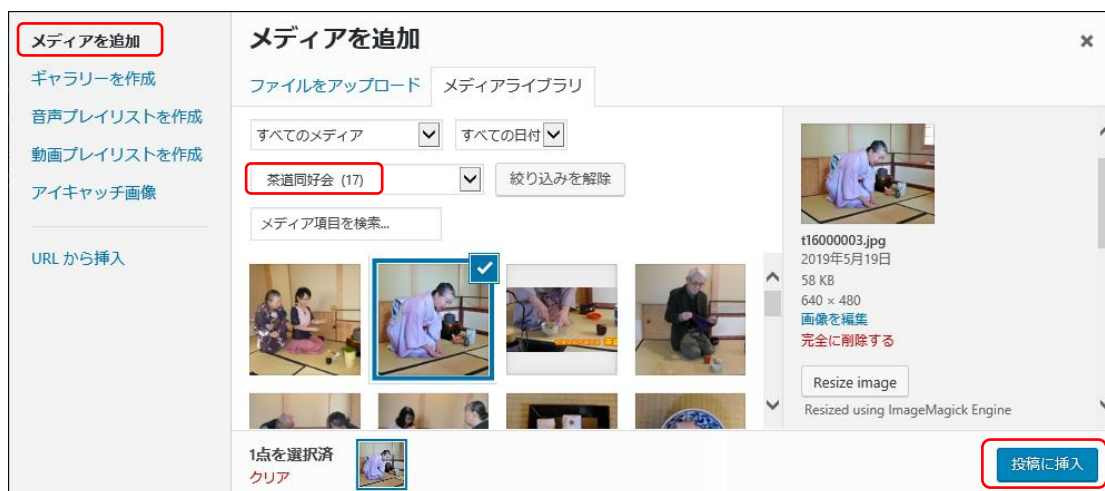 メディアを追加
ギャラリーを作成
音声プレイリストを作成
動画プレイリストを作成
アイキャッチ画像
URL から挿入
メディアを追加
ファイルをアップロード
メディアライブラリ
すべてのメディア
すべての日付
茶道同好会 (17)
絞り込みを解除
メディア項目を検索...
t16000003.jpg
2019年5月19日
58 KB
640 × 480
画像を編集
完全に削除する
Resize image
Resized using ImageMagick Engine
1点を選択済
クリア
投稿に挿入